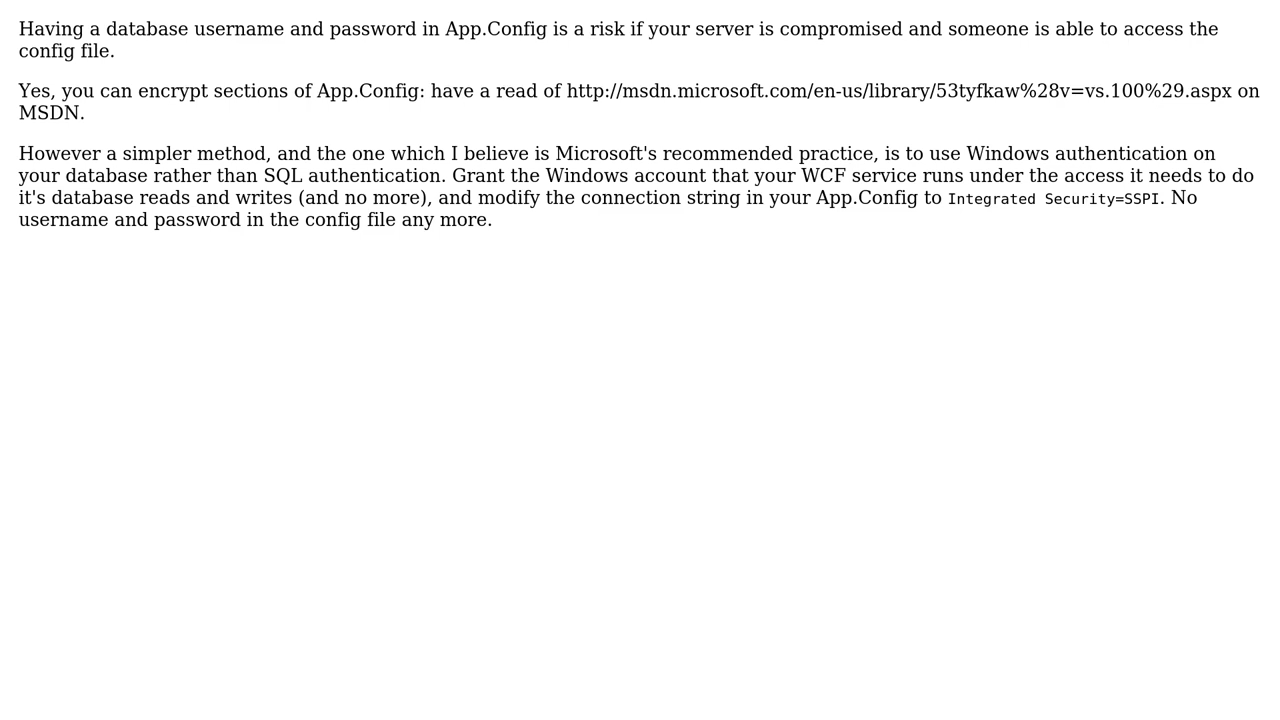 Having a database username and password in App.Config is a risk if your server is compromised and someone is able to access the
config file.
Yes, you can encrypt sections of App.Config: have a read of http://msdn.microsoft.com/en-us/library/53tyfkaw%28v=vs.100%29.aspx on
MSDN.
However a simpler method, and the one which I believe is Microsoft's recommended practice, is to use Windows authentication on
your database rather than SQL authentication. Grant the Windows account that your WCF service runs under the access it needs to do
it's database reads and writes (and no more), and modify the connection string in your App.Config to Integrated Security=SSPI. No
username and password in the config file any more.